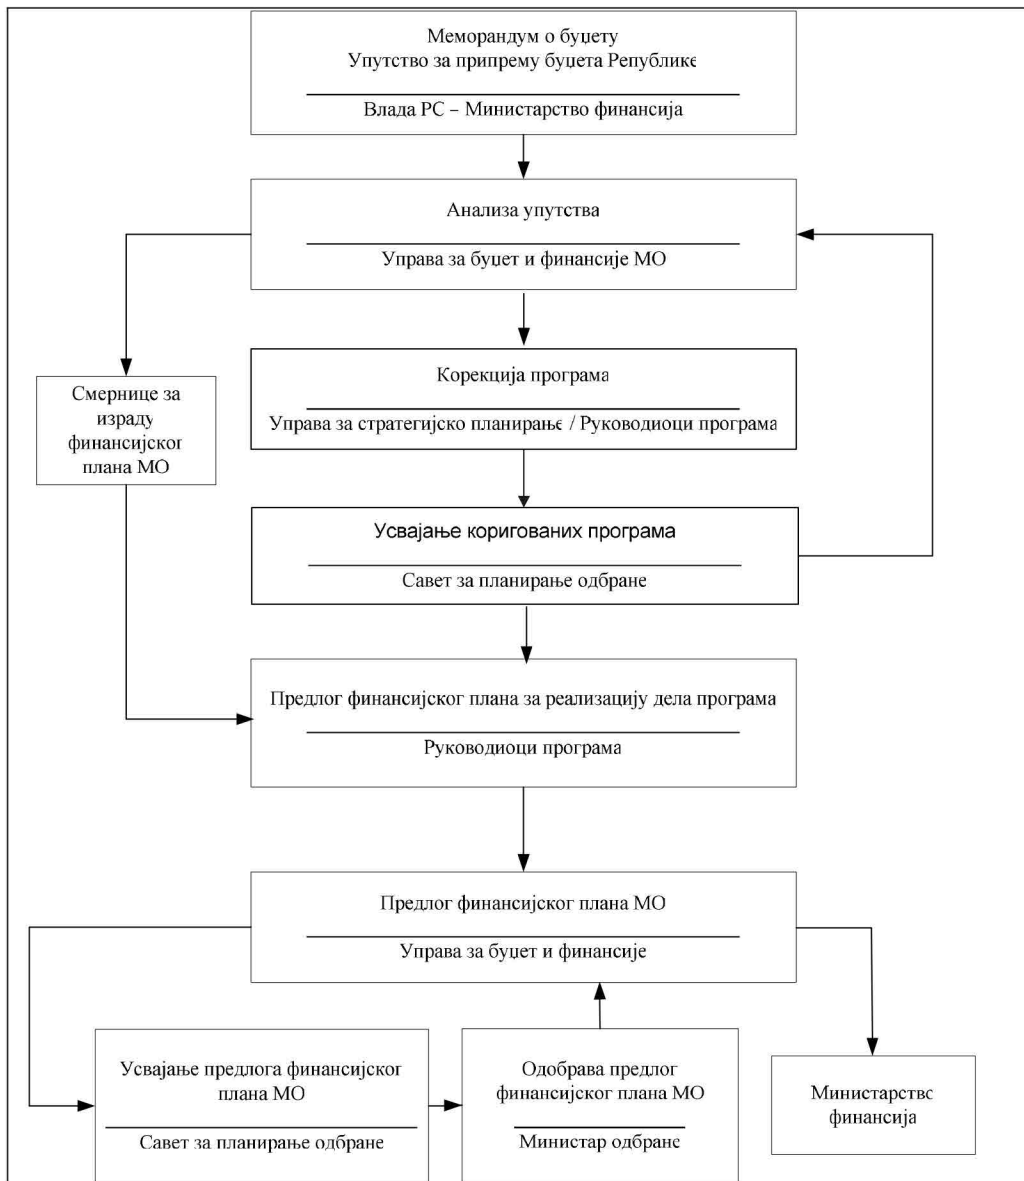 Меморандум о буџету
Упутство за припрему буџета Републике
Влада РС – Министарство финансија
Анализа упутства
Управа за буџет и финансије МО
Корекција програма
Управа за стратегијско планирање / Руководиоци програма
Смернице за
израду
финансијског
плана МО
Усвајање коригованих програма
Савет за планирање одбране
Предлог финансијског плана за реализацију дела програма
Руководиоци програма
Предлог финансијског плана МО
Управа за буџет и финансије
Усвајање предлога финансијског
плана МО
Савет за планирање одбране
Одобрава предлог
финансијског плана МО
Министар одбране
Министарство
финансија